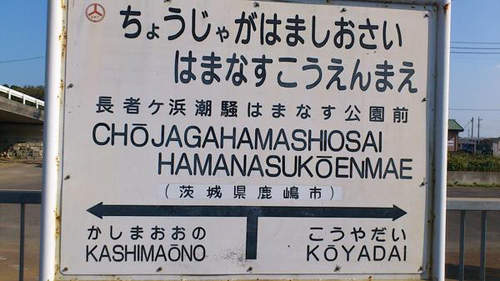 ちょうじゃがはましおさい
はまなすこうえんまえ
長者ヶ浜潮騒はまなす公園前
CHŌJAGAHAMASHIOSAI
HAMANASUKŌENMAE
(茨城県鹿嶋市)
かしまおおの こうやだい
KASHIMAŌNO KŌYADAI